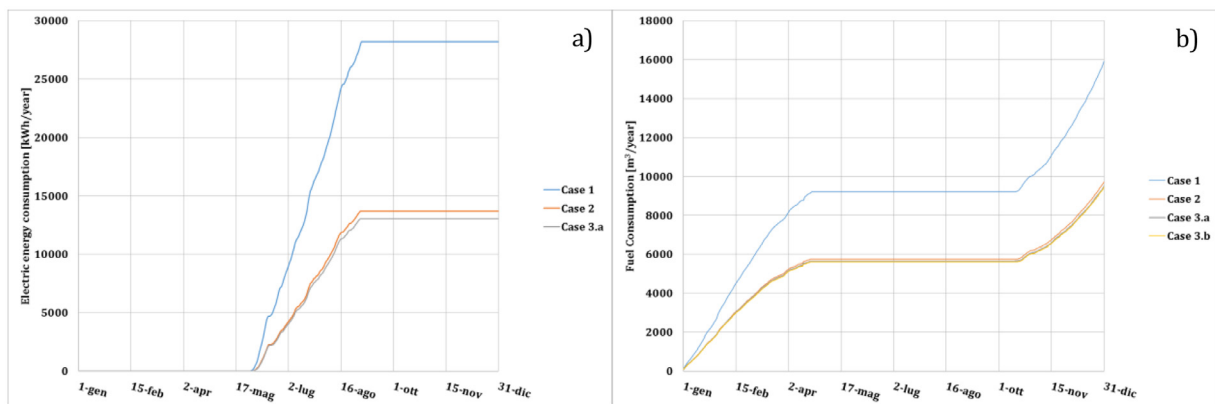 a)
Electric energy consumption [kWh/year]
30000
25000
20000
15000
10000
5000
0
1-gen 15-feb 2-apr 17-mag 2-lug 16-ago 1-ott 15-nov 31-dic
Case 1
Case 2
Case 3.a
b)
Fuel Consumption [m³/year]
18000
16000
14000
12000
10000
8000
6000
4000
2000
0
1-gen 15-feb 2-apr 17-mag 2-lug 16-ago 1-ott 15-nov 31-dic
Case 1
Case 2
Case 3.a
Case 3.b